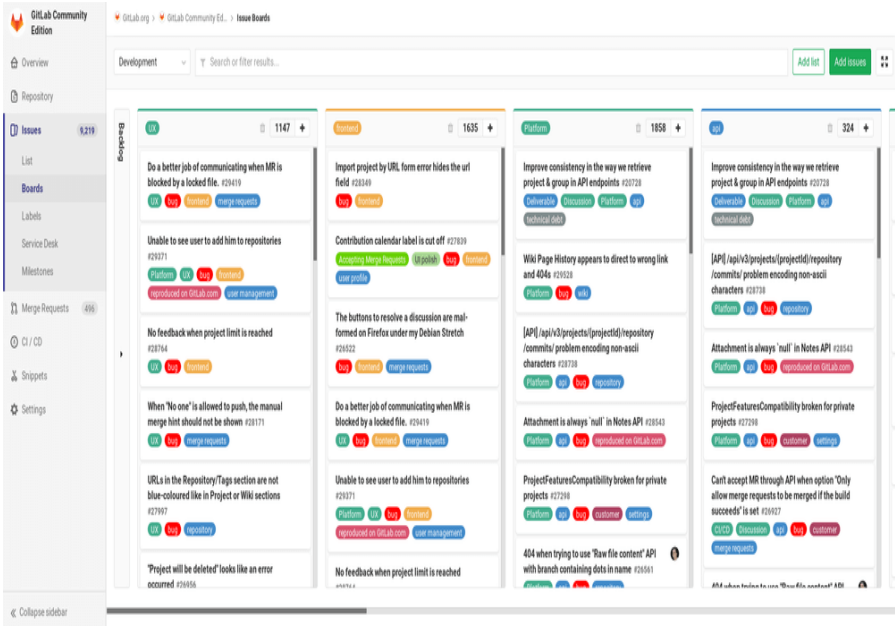 GitLab Community
Edition
GitLab.org > GitLab Community Ed.. > Issue Boards
Overview
Repository
Issues 9,219
List
Boards
Labels
Service Desk
Milestones
Merge Requests 496
CI / CD
Snippets
Settings
Collapse sidebar
Development
Search or filter results...
Add list
Add issues
Backlog
UX 1147 +
Do a better job of communicating when MR is
blocked by a locked file. #29419
UX bug frontend merge requests
Unable to see user to add him to repositories
#29371
Platform UX bug frontend
reproduced on GitLab.com user management
No feedback when project limit is reached
#28764
UX bug frontend
When "No one" is allowed to push, the manual
merge hint should not be shown #28171
UX bug merge requests
URLs in the Repository/Tags section are not
blue-coloured like in Project or Wiki sections
#27997
UX bug repository
"Project will be deleted" looks like an error
occurred #26956
frontend 1635 +
Import project by URL form error hides the url
field #28349
bug frontend
Contribution calendar label is cut off #27839
Accepting Merge Requests UI polish bug frontend
user profile
The buttons to resolve a discussion are mal-
formed on Firefox under my Debian Stretch
#26522
bug frontend merge requests
Do a better job of communicating when MR is
blocked by a locked file. #29419
UX bug frontend merge requests
Unable to see user to add him to repositories
#29371
Platform UX bug frontend
reproduced on GitLab.com user management
No feedback when project limit is reached
#28764
Platform 1858 +
Improve consistency in the way we retrieve
project & group in API endpoints #20728
Deliverable Discussion Platform api
technical debt
Wiki Page History appears to direct to wrong link
and 404s #29528
Platform bug wiki
[API] /api/v3/projects/{projectId}/repository
/commits/ problem encoding non-ascii
characters #28738
Platform api bug repository
Attachment is always `null` in Notes API #28543
Platform api bug reproduced on GitLab.com
ProjectFeaturesCompatibility broken for private
projects #27298
Platform api bug customer settings
404 when trying to use "Raw file content" API
with branch containing dots in name #26561
Platform api bug repository
api 324 +
Improve consistency in the way we retrieve
project & group in API endpoints #20728
Deliverable Discussion Platform api
technical debt
[API] /api/v3/projects/{projectId}/repository
/commits/ problem encoding non-ascii
characters #28738
Platform api bug repository
Attachment is always `null` in Notes API #28543
Platform api bug reproduced on GitLab.com
ProjectFeaturesCompatibility broken for private
projects #27298
Platform api bug customer settings
Can't accept MR through API when option "Only
allow merge requests to be merged if the build
succeeds" is set #26927
CI/CD Discussion api bug customer
merge requests
404 when trying to use "Raw file content" API